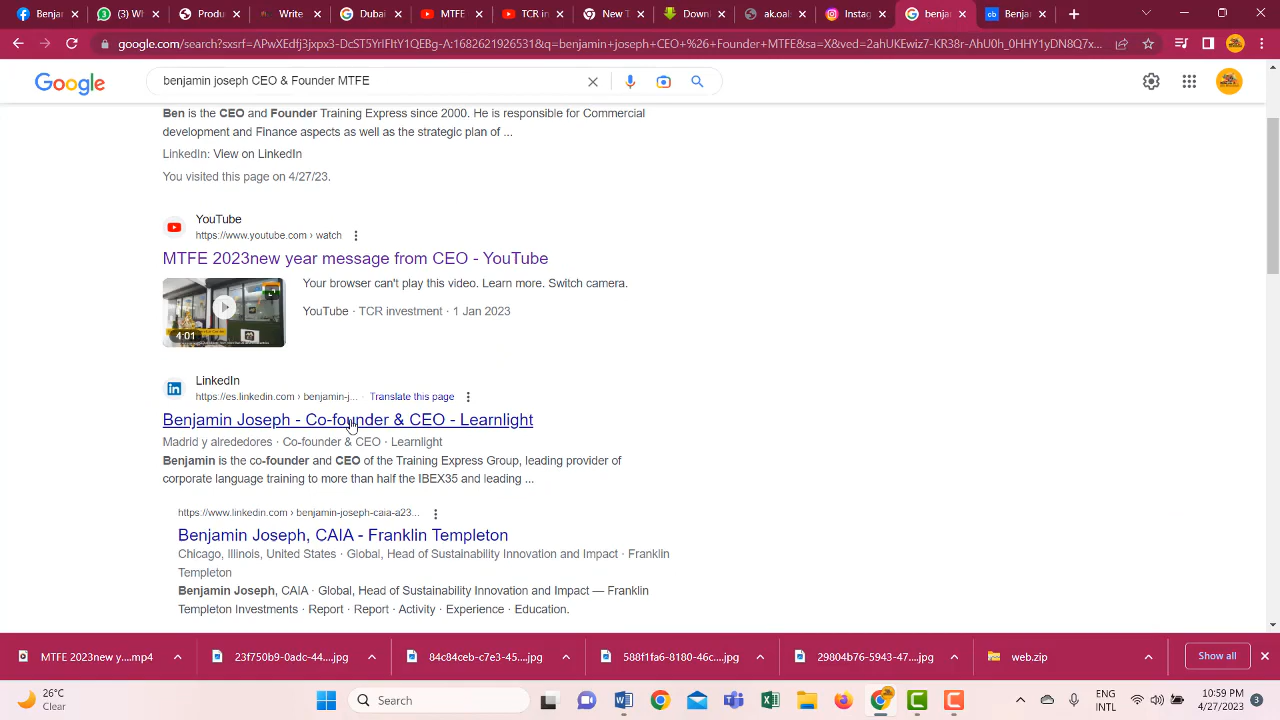 Benjar
(3) Wh
Produ
Write
Dubai
MTFE
TCR in
New T
Downl
ak.oal
Instag
benjar
Benjar
google.com/search?sxsrf=APwXEdfj3jxpx3-DcST5YrIFItY1QEBg-A:1682621926531&q=benjamin+joseph+CEO+%26+Founder+MTFE&sa=X&ved=2ahUKEwiz7-KR38r-AhU0h_0HHY1yDN8Q7x...
Google
benjamin joseph CEO & Founder MTFE
Ben is the CEO and Founder Training Express since 2000. He is responsible for Commercial
development and Finance aspects as well as the strategic plan of ...
LinkedIn: View on LinkedIn
You visited this page on 4/27/23.
YouTube
https://www.youtube.com › watch
MTFE 2023new year message from CEO - YouTube
Your browser can't play this video. Learn more. Switch camera.
YouTube · TCR investment · 1 Jan 2023
4:01
LinkedIn
https://es.linkedin.com › benjamin-j... · Translate this page
Benjamin Joseph - Co-founder & CEO - Learnlight
Madrid y alrededores · Co-founder & CEO · Learnlight
Benjamin is the co-founder and CEO of the Training Express Group, leading provider of
corporate language training to more than half the IBEX35 and leading ...
https://www.linkedin.com › benjamin-joseph-caia-a23...
Benjamin Joseph, CAIA - Franklin Templeton
Chicago, Illinois, United States · Global, Head of Sustainability Innovation and Impact · Franklin
Templeton
Benjamin Joseph, CAIA · Global, Head of Sustainability Innovation and Impact — Franklin
Templeton Investments · Report · Report · Activity · Experience · Education.
MTFE 2023new y....mp4
23f750b9-0adc-44....jpg
84c84ceb-c7e3-45....jpg
588f1fa6-8180-46c....jpg
29804b76-5943-47....jpg
web.zip
Show all
26°C
Clear
Search
ENG
INTL
10:59 PM
4/27/2023
3